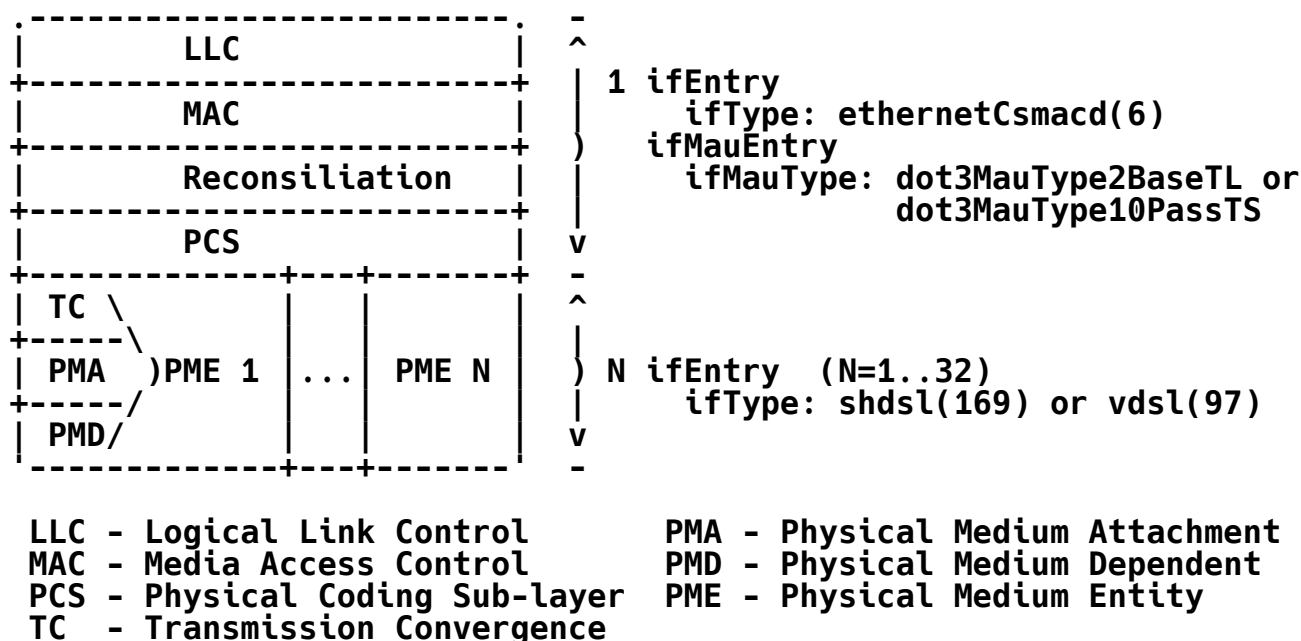 LLC
1 ifEntry
MAC ifType: ethernetCsmacd(6)
ifMauEntry
Reconsiliation ifMauType: dot3MauType2BaseTL or
dot3MauType10PassTS
PCS
TC
PMA PME 1 ... PME N N ifEntry (N=1..32)
ifType: shdsl(169) or vdsl(97)
PMD
LLC - Logical Link Control PMA - Physical Medium Attachment
MAC - Media Access Control PMD - Physical Medium Dependent
PCS - Physical Coding Sub-layer PME - Physical Medium Entity
TC - Transmission Convergence